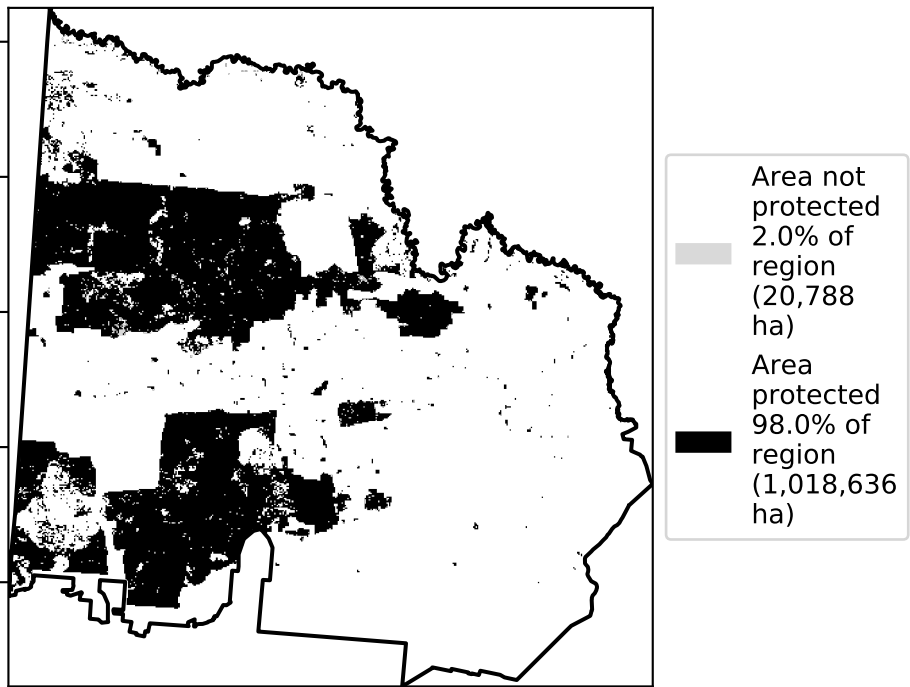 Area not
protected
2.0% of
region
(20,788
ha)
Area
protected
98.0% of
region
(1,018,636
ha)